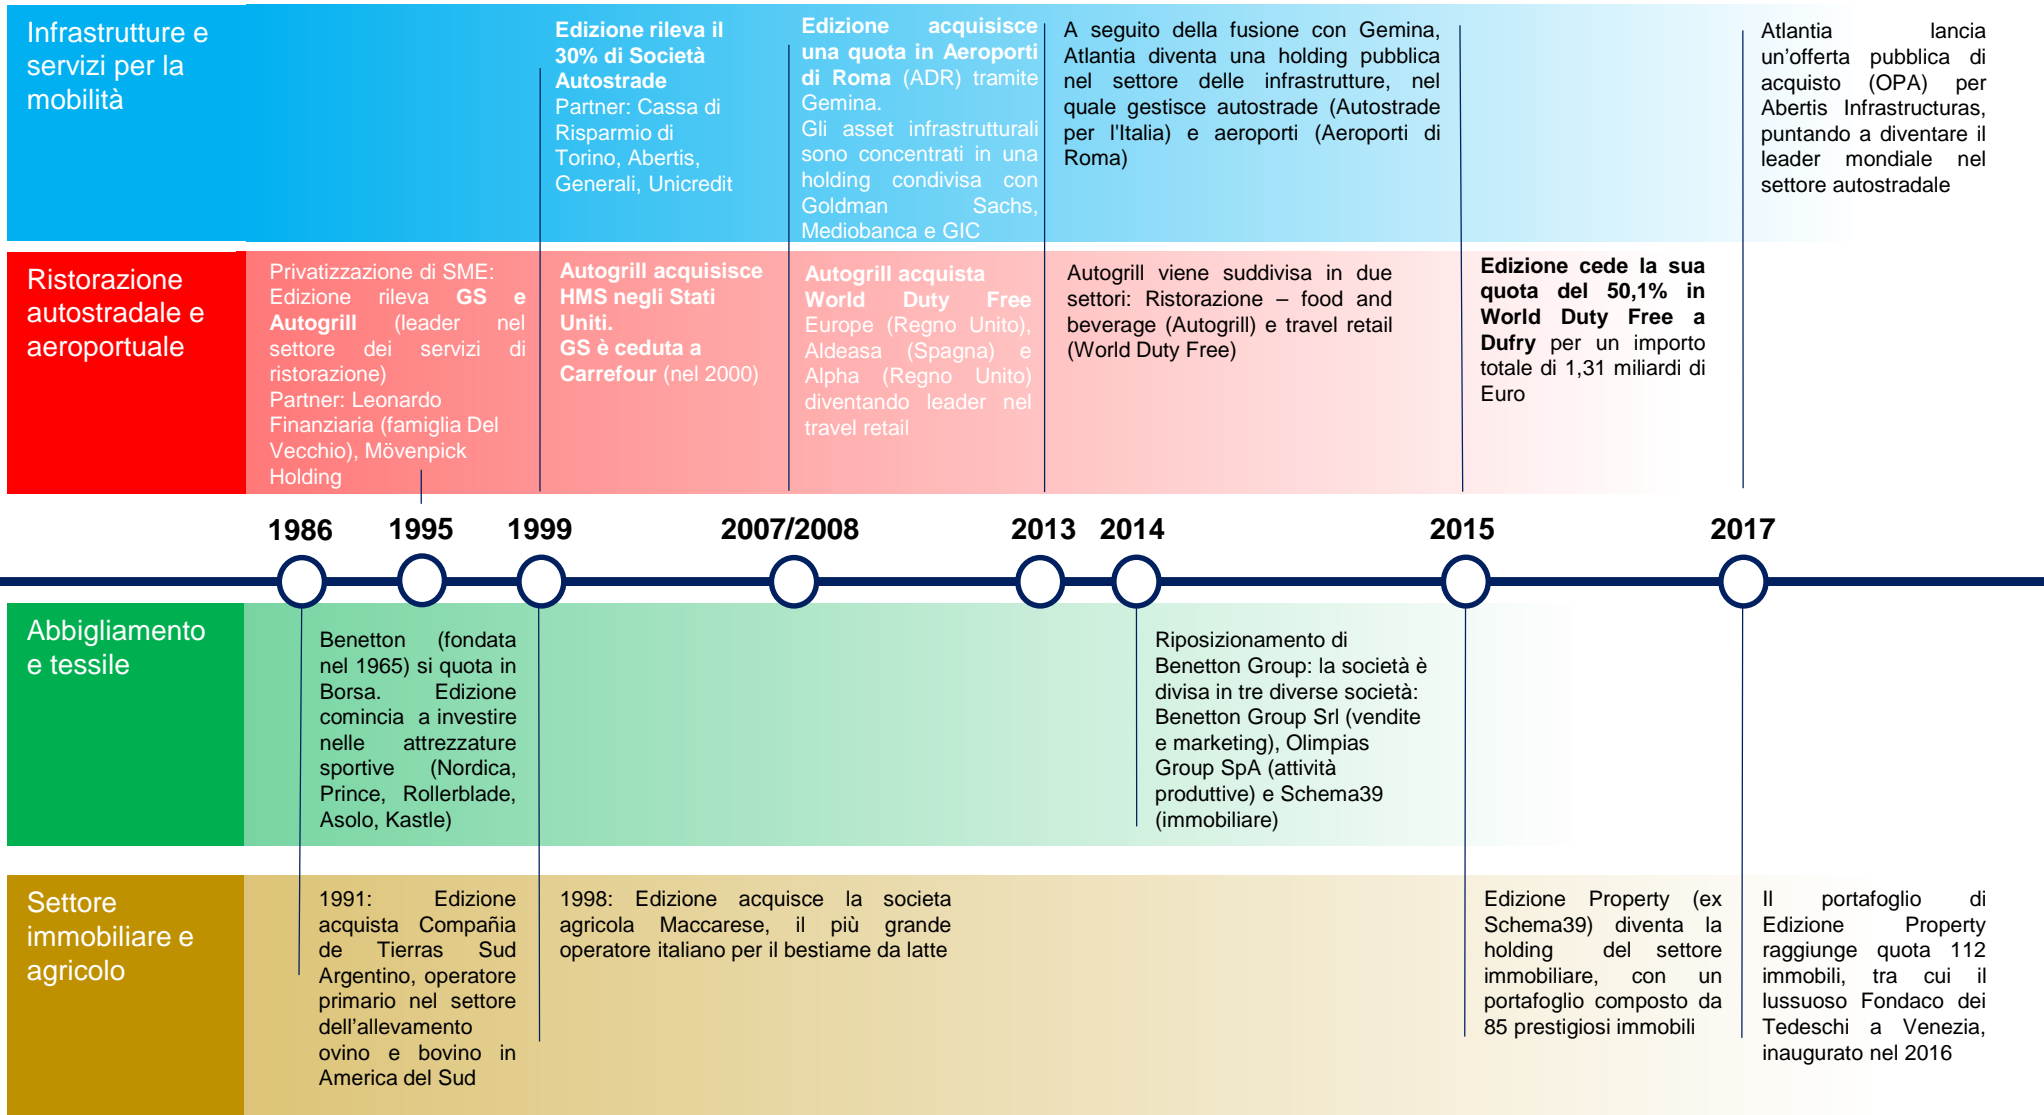 Infrastrutture e
servizi per la
mobilità
Edizione rileva il
30% di Società
Autostrade
Partner: Cassa di
Risparmio di
Torino, Abertis,
Generali, Unicredit
Edizione acquisisce
una quota in Aeroporti
di Roma (ADR) tramite
Gemina.
Gli asset infrastrutturali
sono concentrati in una
holding condivisa con
Goldman Sachs,
Mediobanca e GIC
A seguito della fusione con Gemina,
Atlantia diventa una holding pubblica
nel settore delle infrastrutture, nel
quale gestisce autostrade (Autostrade
per l'Italia) e aeroporti (Aeroporti di
Roma)
Atlantia lancia
un’offerta pubblica di
acquisto (OPA) per
Abertis Infrastructuras,
puntando a diventare il
leader mondiale nel
settore autostradale
Ristorazione
autostradale e
aeroportuale
Privatizzazione di SME:
Edizione rileva GS e
Autogrill (leader nel
settore dei servizi di
ristorazione)
Partner: Leonardo
Finanziaria (famiglia Del
Vecchio), Mövenpick
Holding
Autogrill acquisisce
HMS negli Stati
Uniti.
GS è ceduta a
Carrefour (nel 2000)
Autogrill acquista
World Duty Free
Europe (Regno Unito),
Aldeasa (Spagna) e
Alpha (Regno Unito)
diventando leader nel
travel retail
Autogrill viene suddivisa in due
settori: Ristorazione – food and
beverage (Autogrill) e travel retail
(World Duty Free)
Edizione cede la sua
quota del 50,1% in
World Duty Free a
Dufry per un importo
totale di 1,31 miliardi di
Euro
1986 1995 1999 2007/2008 2013 2014 2015 2017
Abbigliamento
e tessile
Benetton (fondata
nel 1965) si quota in
Borsa. Edizione
comincia a investire
nelle attrezzature
sportive (Nordica,
Prince, Rollerblade,
Asolo, Kastle)
Riposizionamento di
Benetton Group: la società è
divisa in tre diverse società:
Benetton Group Srl (vendite
e marketing), Olimpias
Group SpA (attività
produttive) e Schema39
(immobiliare)
Settore
immobiliare e
agricolo
1991: Edizione
acquista Compañia
de Tierras Sud
Argentino, operatore
primario nel settore
dell’allevamento
ovino e bovino in
America del Sud
1998: Edizione acquisce la societa
agricola Maccarese, il più grande
operatore italiano per il bestiame da latte
Edizione Property (ex
Schema39) diventa la
holding del settore
immobiliare, con un
portafoglio composto da
85 prestigiosi immobili
Il portafoglio di
Edizione Property
raggiunge quota 112
immobili, tra cui il
lussuoso Fondaco dei
Tedeschi a Venezia,
inaugurato nel 2016